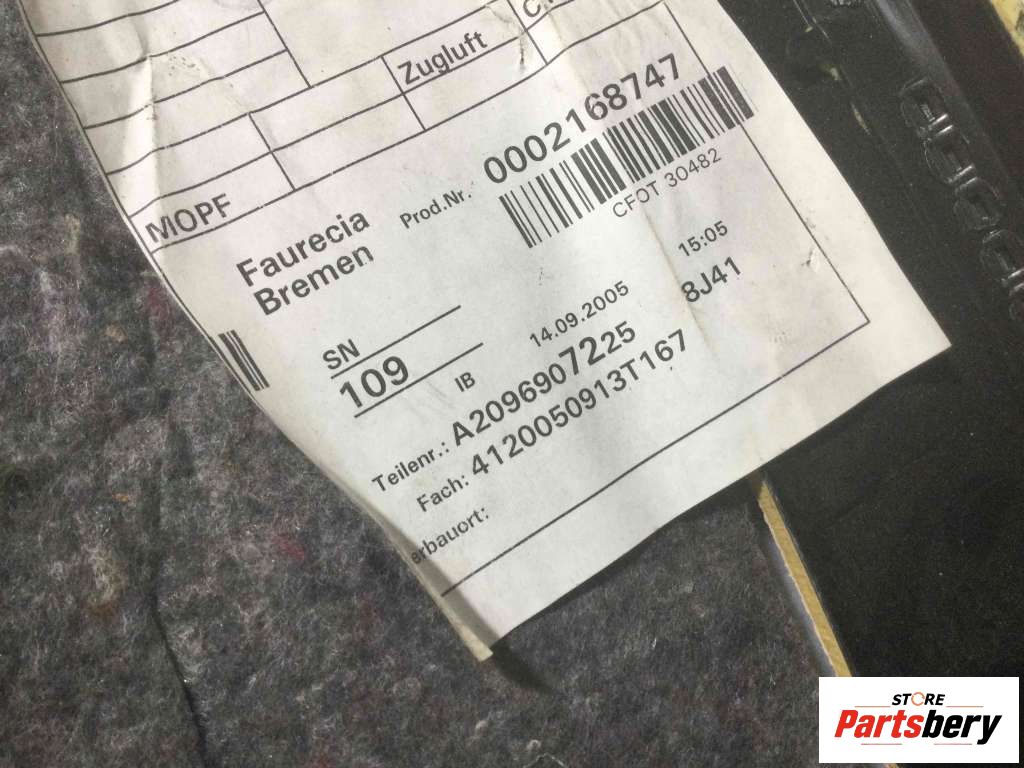 Zugluft
MOPF
Faurecia
Bremen
Prod.Nr.
0002168747
CFOT 30482
SN
109
IB
14.09.2005
15:05
Teilenr.: A2096907225 8J41
Fach: 4120050913T167
erbauort:
STORE
Partsbery